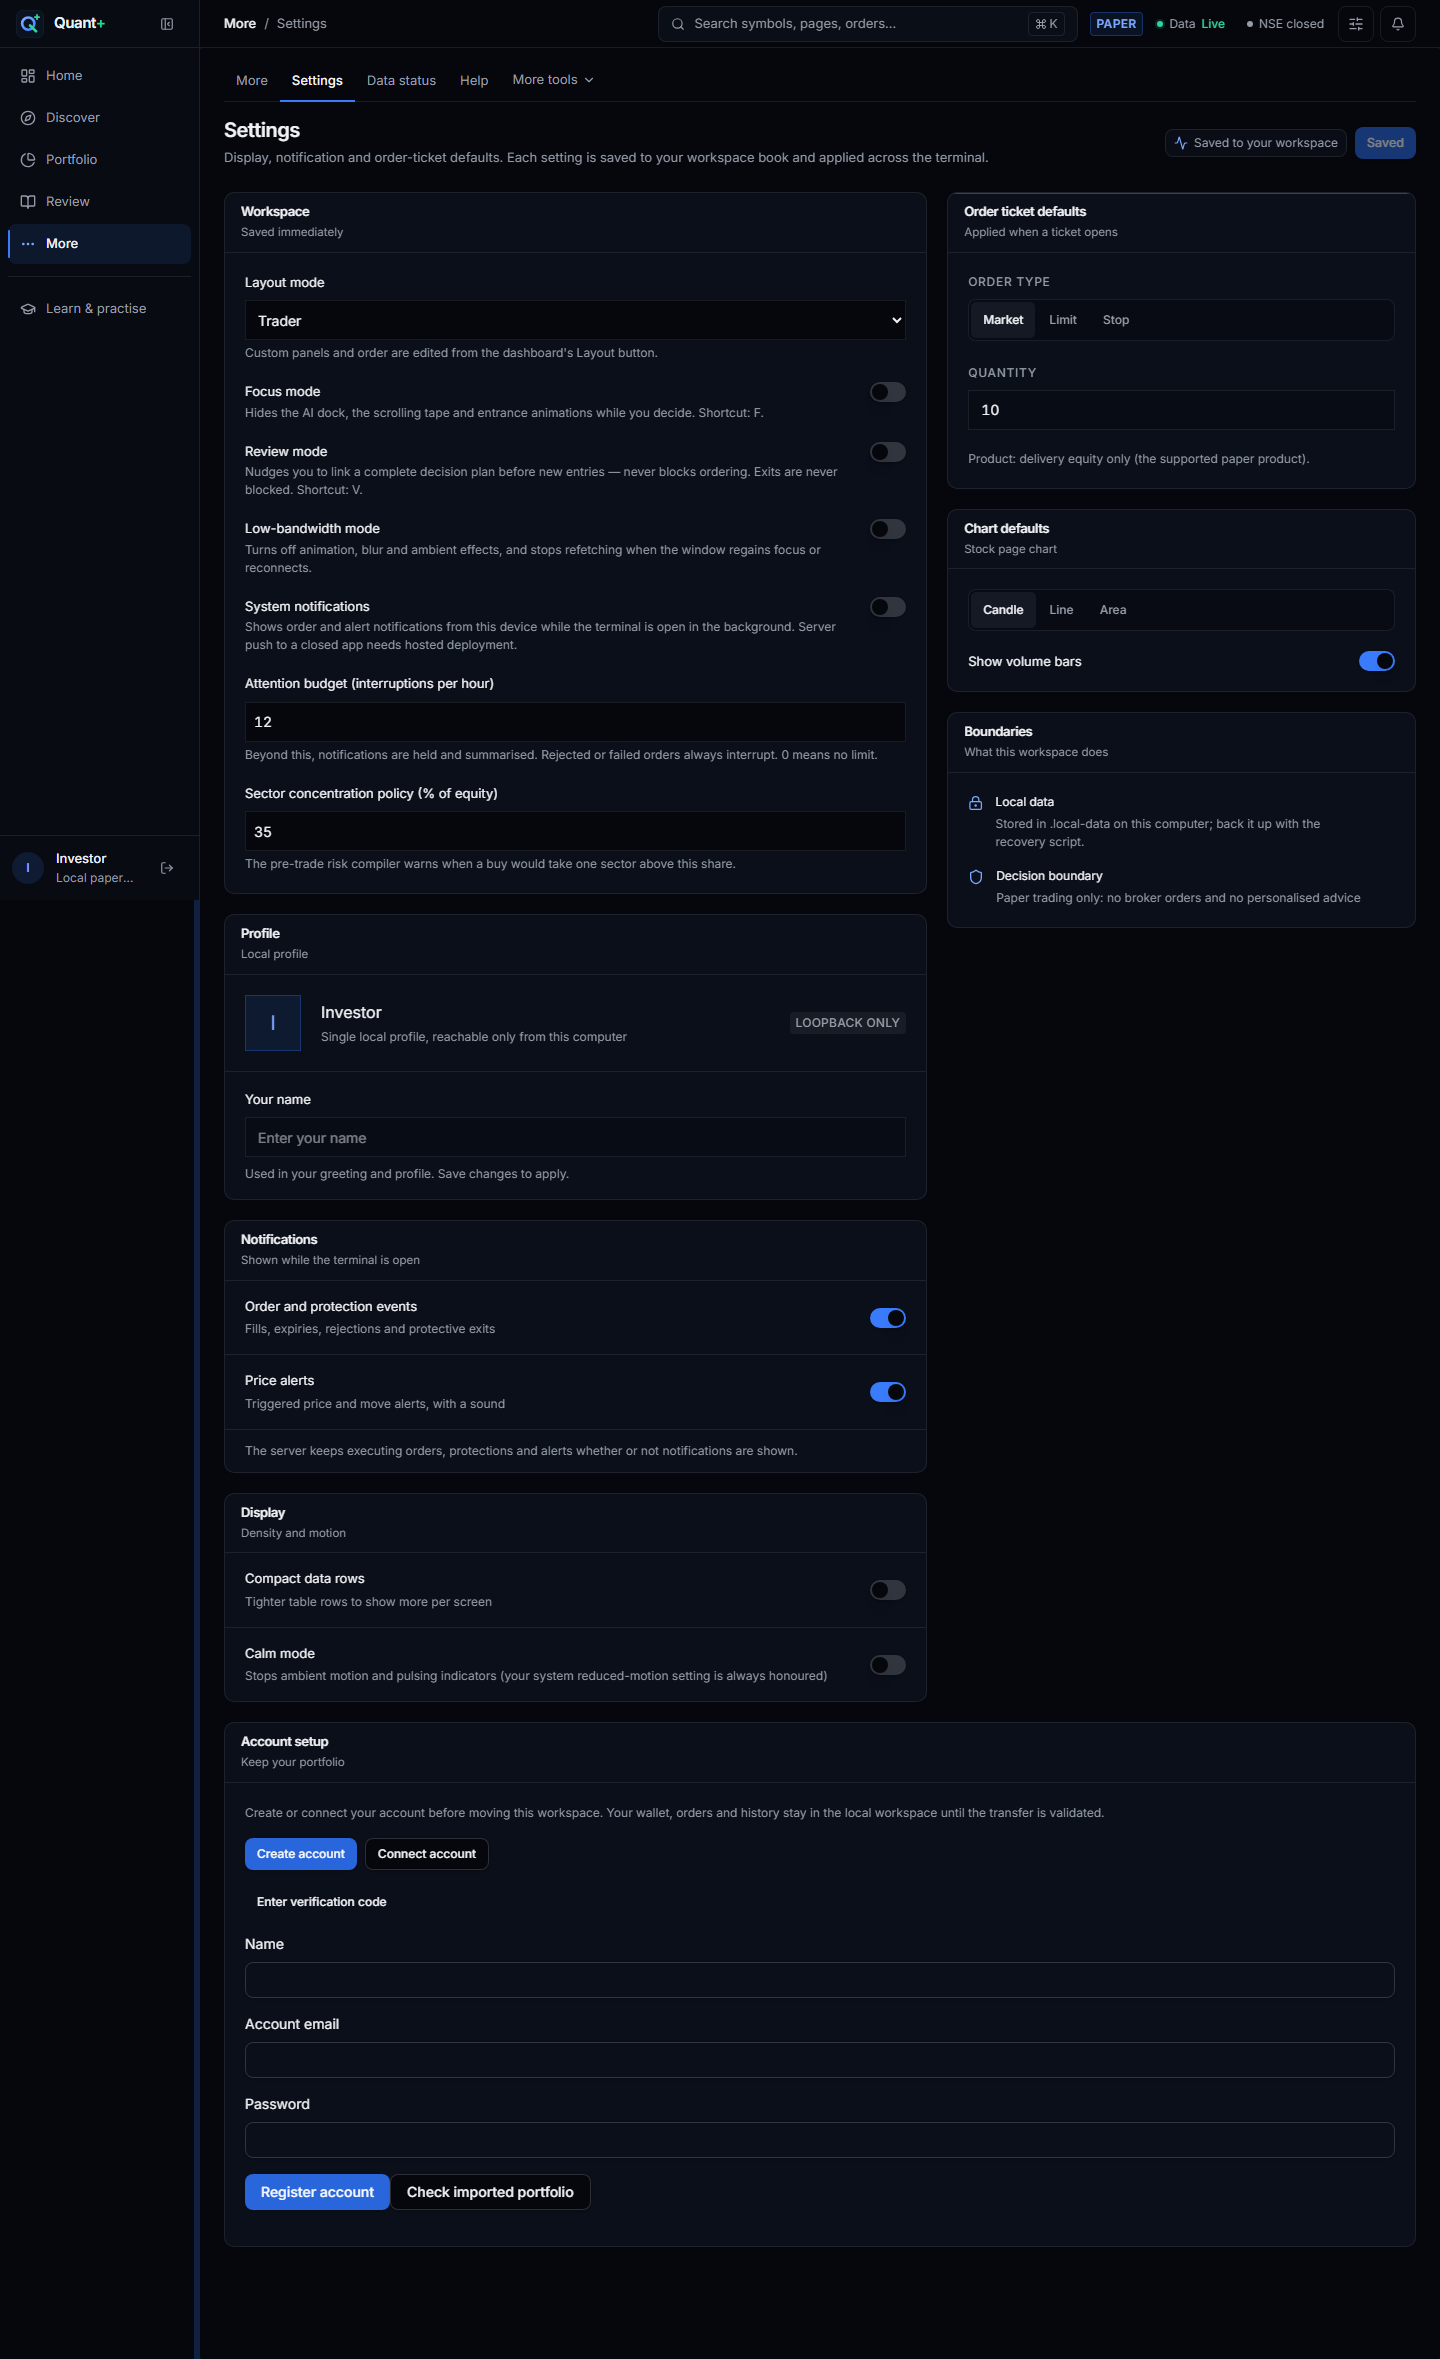 Quant+
More / Settings
Search symbols, pages, orders...
⌘ K
PAPER
Data Live
NSE closed
Home
Discover
Portfolio
Review
More
Learn & practise
Investor
Local paper...
More
Settings
Data status
Help
More tools
Settings
Display, notification and order-ticket defaults. Each setting is saved to your workspace book and applied across the terminal.
Saved to your workspace
Saved
Workspace
Saved immediately
Layout mode
Trader
Custom panels and order are edited from the dashboard's Layout button.
Focus mode
Hides the AI dock, the scrolling tape and entrance animations while you decide. Shortcut: F.
Review mode
Nudges you to link a complete decision plan before new entries — never blocks ordering. Exits are never
blocked. Shortcut: V.
Low-bandwidth mode
Turns off animation, blur and ambient effects, and stops refetching when the window regains focus or
reconnects.
System notifications
Shows order and alert notifications from this device while the terminal is open in the background. Server
push to a closed app needs hosted deployment.
Attention budget (interruptions per hour)
12
Beyond this, notifications are held and summarised. Rejected or failed orders always interrupt. 0 means no limit.
Sector concentration policy (% of equity)
35
The pre-trade risk compiler warns when a buy would take one sector above this share.
Order ticket defaults
Applied when a ticket opens
ORDER TYPE
Market
Limit
Stop
QUANTITY
10
Product: delivery equity only (the supported paper product).
Chart defaults
Stock page chart
Candle
Line
Area
Show volume bars
Boundaries
What this workspace does
Local data
Stored in .local-data on this computer; back it up with the
recovery script.
Decision boundary
Paper trading only: no broker orders and no personalised advice
Profile
Local profile
I
Investor
Single local profile, reachable only from this computer
LOOPBACK ONLY
Your name
Enter your name
Used in your greeting and profile. Save changes to apply.
Notifications
Shown while the terminal is open
Order and protection events
Fills, expiries, rejections and protective exits
Price alerts
Triggered price and move alerts, with a sound
The server keeps executing orders, protections and alerts whether or not notifications are shown.
Display
Density and motion
Compact data rows
Tighter table rows to show more per screen
Calm mode
Stops ambient motion and pulsing indicators (your system reduced-motion setting is always honoured)
Account setup
Keep your portfolio
Create or connect your account before moving this workspace. Your wallet, orders and history stay in the local workspace until the transfer is validated.
Create account
Connect account
Enter verification code
Name
Account email
Password
Register account
Check imported portfolio